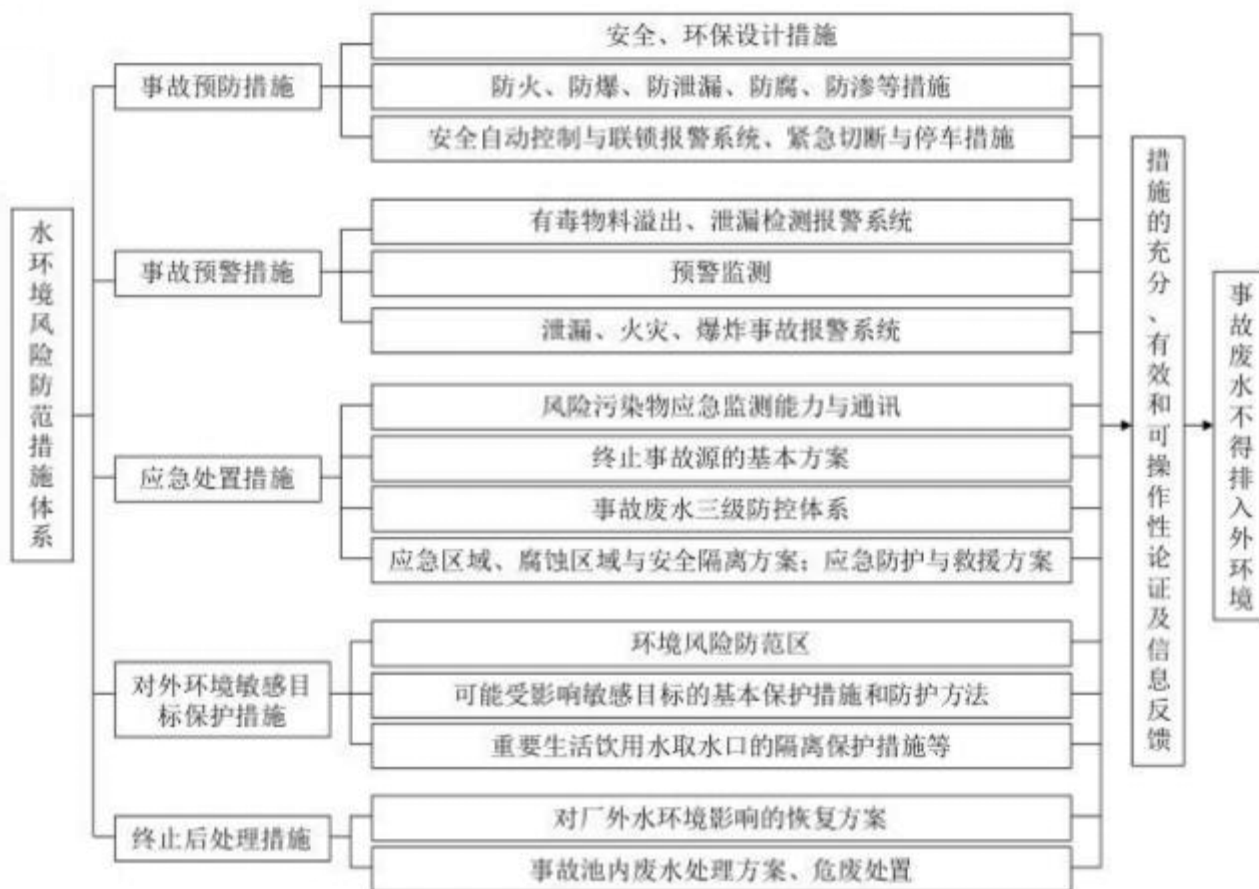 水环境风险防范措施体系
事故预防措施
安全、环保设计措施
防火、防爆、防泄漏、防腐、防渗等措施
安全自动控制与联锁报警系统、紧急切断与停车措施
事故预警措施
有毒物料溢出、泄漏检测报警系统
预警监测
泄漏、火灾、爆炸事故报警系统
应急处置措施
风险污染物应急监测能力与通讯
终止事故源的基本方案
事故废水三级防控体系
应急区域、腐蚀区域与安全隔离方案；应急防护与救援方案
对外环境敏感目
标保护措施
环境风险防范区
可能受影响敏感目标的基本保护措施和防护方法
重要生活饮用水取水口的隔离保护措施等
终止后处理措施
对厂外水环境影响的恢复方案
事故池内废水处理方案、危废处置
措施的充分、有效和可操作性论证及信息反馈
事故废水不得排入外环境